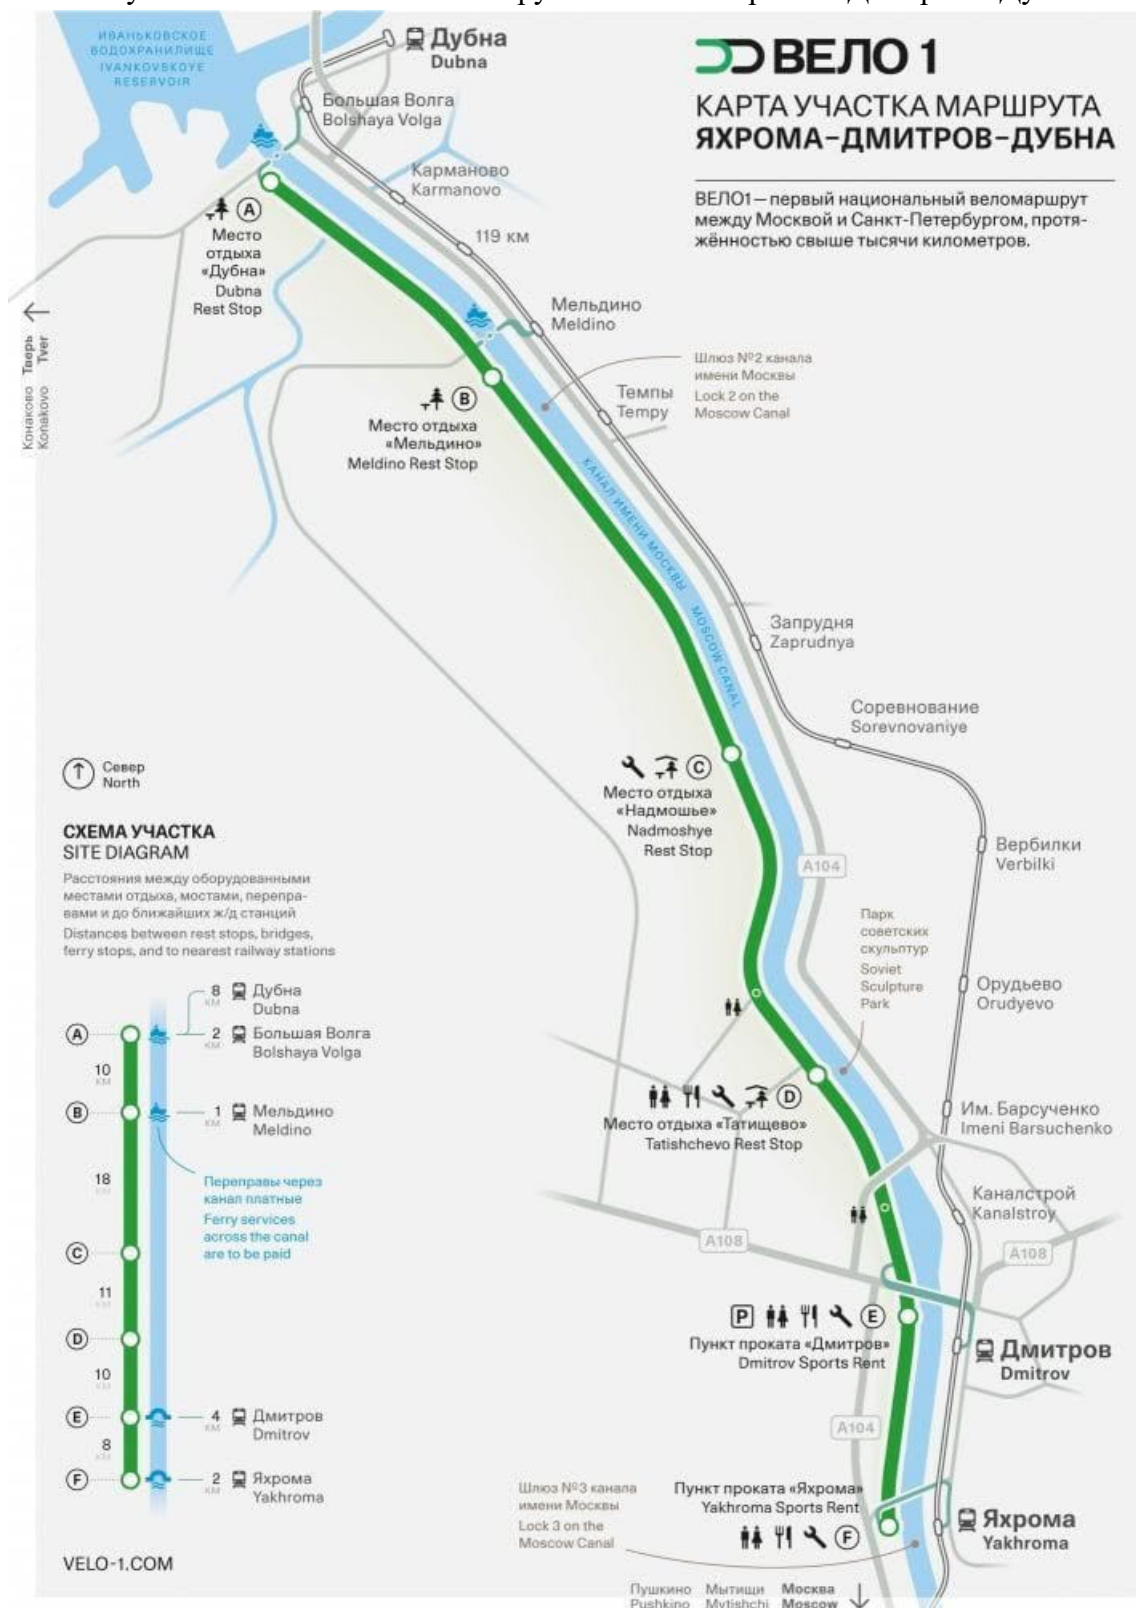 ИВАНЬКОВСКОЕ
ВОДОХРАНИЛИЩЕ
IVANKOVSKOYE
RESERVOIR
Дубна
Dubna
ВЕЛО 1
КАРТА УЧАСТКА МАРШРУТА
ЯХРОМА–ДМИТРОВ–ДУБНА
ВЕЛО1 — первый национальный веломаршрут
между Москвой и Санкт-Петербургом, протя-
жённостью свыше тысячи километров.
Большая Волга
Bolshaya Volga
Карманово
Karmanovo
119 км
A
Место
отдыха
«Дубна»
Dubna
Rest Stop
Тверь
Tver
Конаково
Konakovo
Мельдино
Meldino
Шлюз №2 канала
имени Москвы
Lock 2 on the
Moscow Canal
Темпы
Tempy
B
Место отдыха
«Мельдино»
Meldino Rest Stop
КАНАЛ ИМЕНИ МОСКВЫ
MOSCOW CANAL
Запрудня
Zaprudnya
Соревнование
Sorevnovaniye
C
Место отдыха
«Надмошье»
Nadmoshye
Rest Stop
A104
Вербилки
Verbilki
Парк
советских
скульптур
Soviet
Sculpture
Park
Орудьево
Orudyevo
D
Место отдыха «Татищево»
Tatishchevo Rest Stop
Им. Барсученко
Imeni Barsuchenko
Каналстрой
Kanalstroy
A108
A108
P
E
Пункт проката «Дмитров»
Dmitrov Sports Rent
Дмитров
Dmitrov
A104
Пункт проката «Яхрома»
Yakhroma Sports Rent
F
Шлюз №3 канала
имени Москвы
Lock 3 on the
Moscow Canal
Яхрома
Yakhroma
Пушкино Мытищи Москва
Pushkino Mytishchi Moscow
Север
North
СХЕМА УЧАСТКА
SITE DIAGRAM
Расстояния между оборудованными
местами отдыха, мостами, перепра-
вами и до ближайших ж/д станций
Distances between rest stops, bridges,
ferry stops, and to nearest railway stations
8 КМ Дубна
Dubna
A 2 КМ Большая Волга
Bolshaya Volga
10 КМ
B 1 КМ Мельдино
Meldino
18 КМ
Переправы через
канал платные
Ferry services
across the canal
are to be paid
C
11 КМ
D
10 КМ
E 4 КМ Дмитров
Dmitrov
8 КМ
F 2 КМ Яхрома
Yakhroma
VELO-1.COM